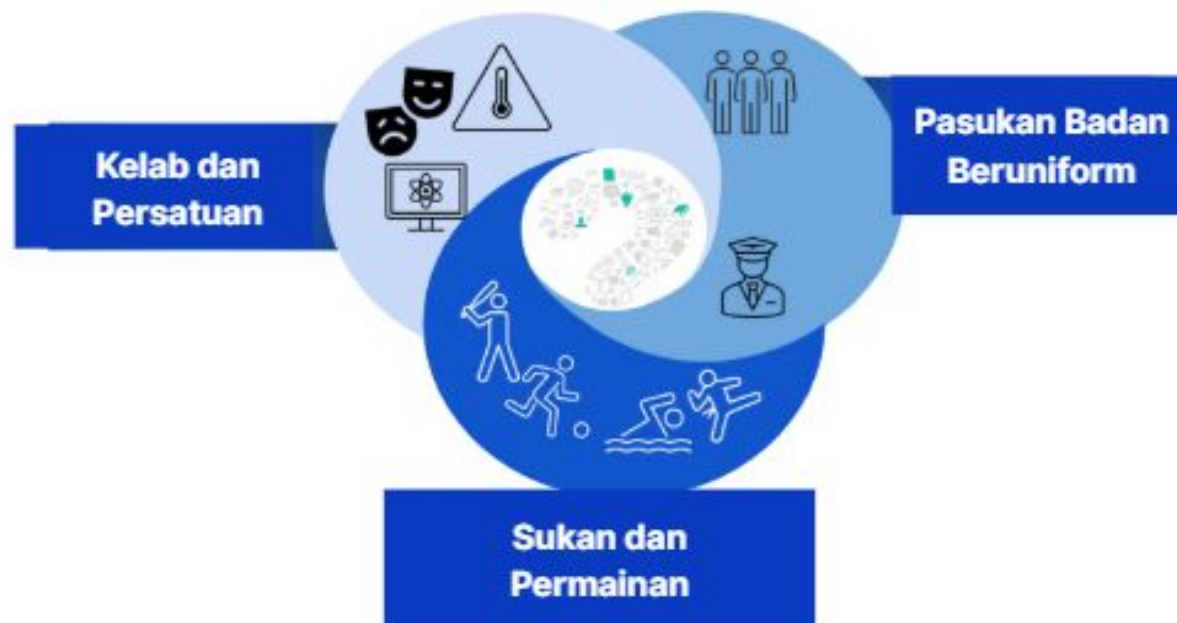 Kelab dan
Persatuan
Pasukan Badan
Beruniform
Sukan dan
Permainan